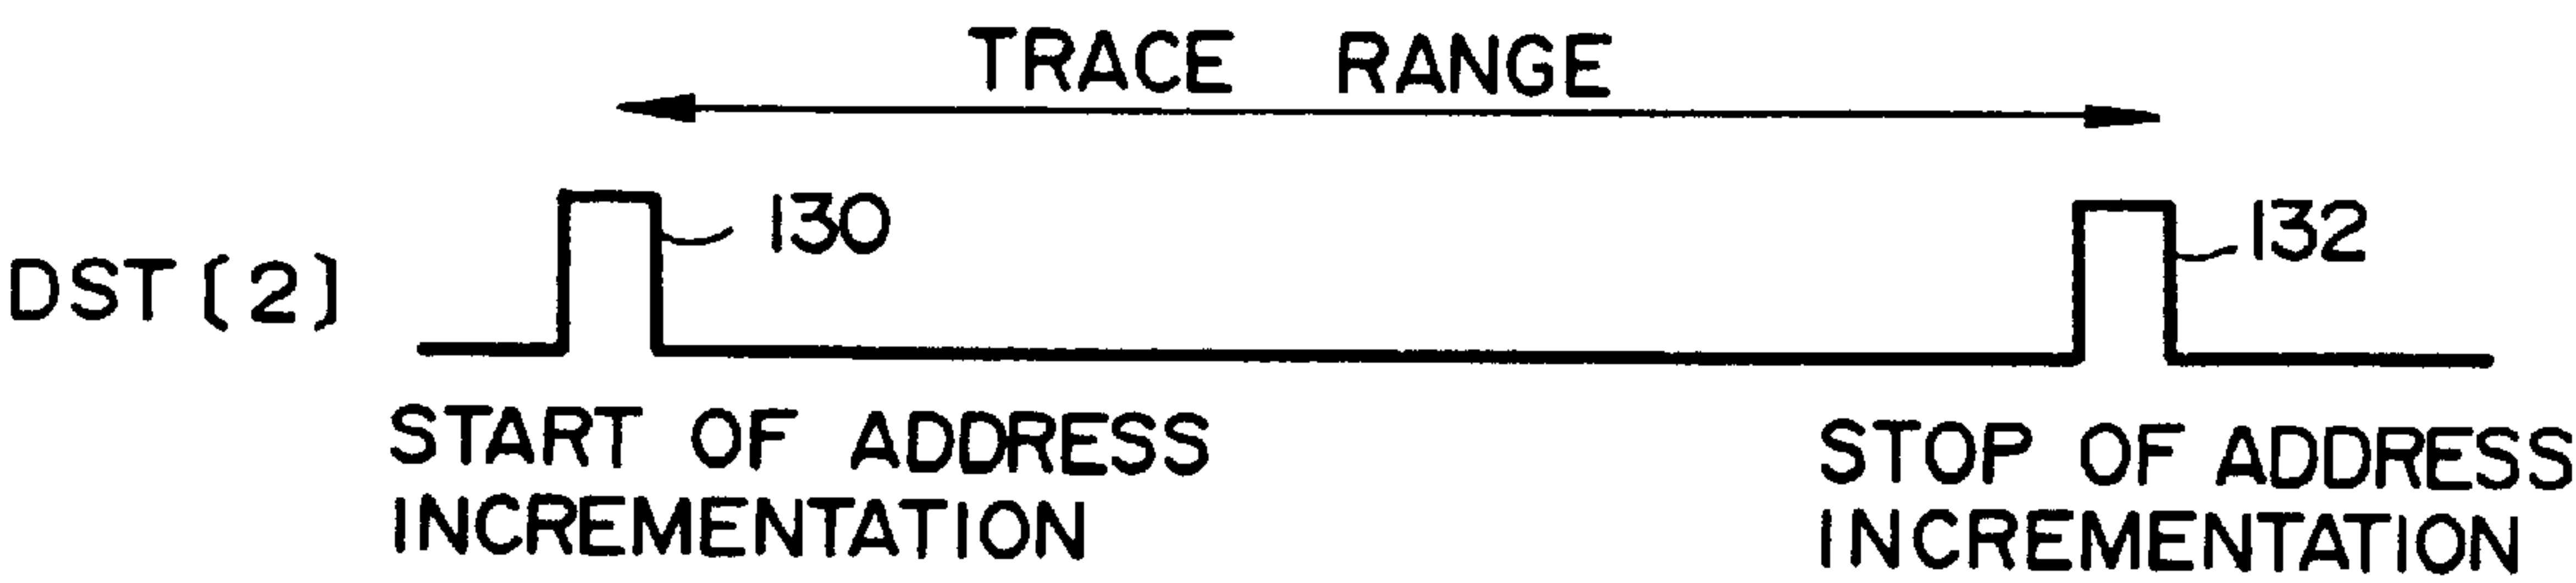 TRACE RANGE
130
132
DST[2]
START OF ADDRESS
INCREMENTATION
STOP OF ADDRESS
INCREMENTATION